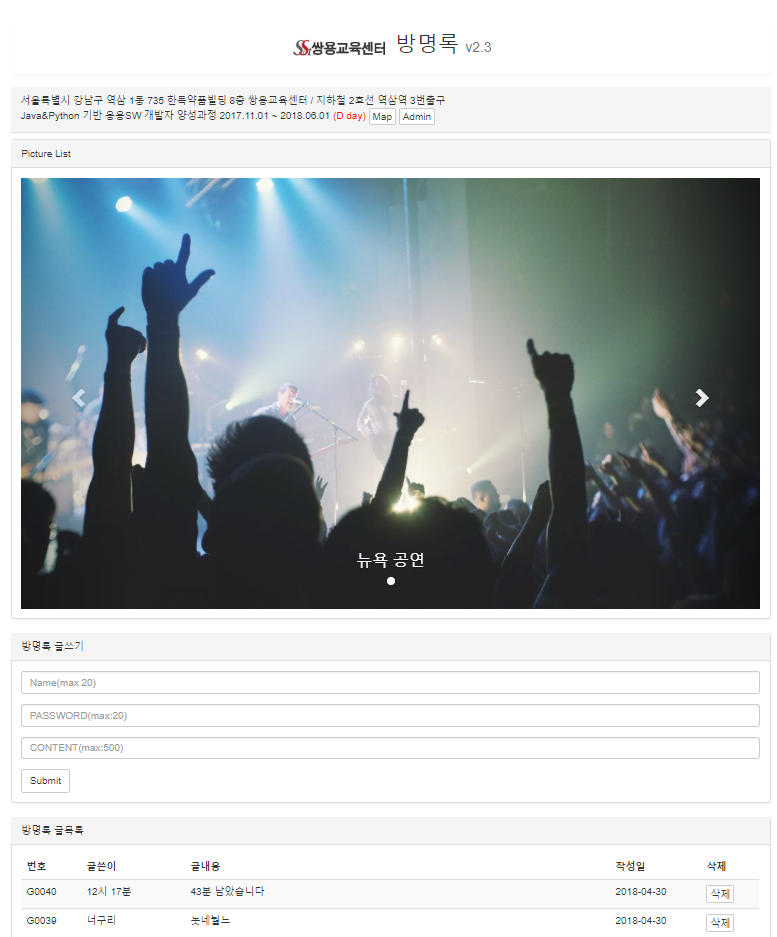 쌍용교육센터 방명록 v2.3
서울특별시 강남구 역삼 1동 735 한독약품빌딩 8층 쌍용교육센터 / 지하철 2호선 역삼역 3번출구
Java&Python 기반 응용SW 개발자 양성과정 2017.11.01 ~ 2018.06.01 (D day) Map Admin
Picture List
뉴욕 공연
방명록 글쓰기
Name(max 20)
PASSWORD(max:20)
CONTENT(max:500)
Submit
방명록 글목록
번호 글쓴이 글내용 작성일 삭제
G0040 12시 17분 43분 남았습니다 2018-04-30 삭제
G0039 너구리 놋네월느 2018-04-30 삭제